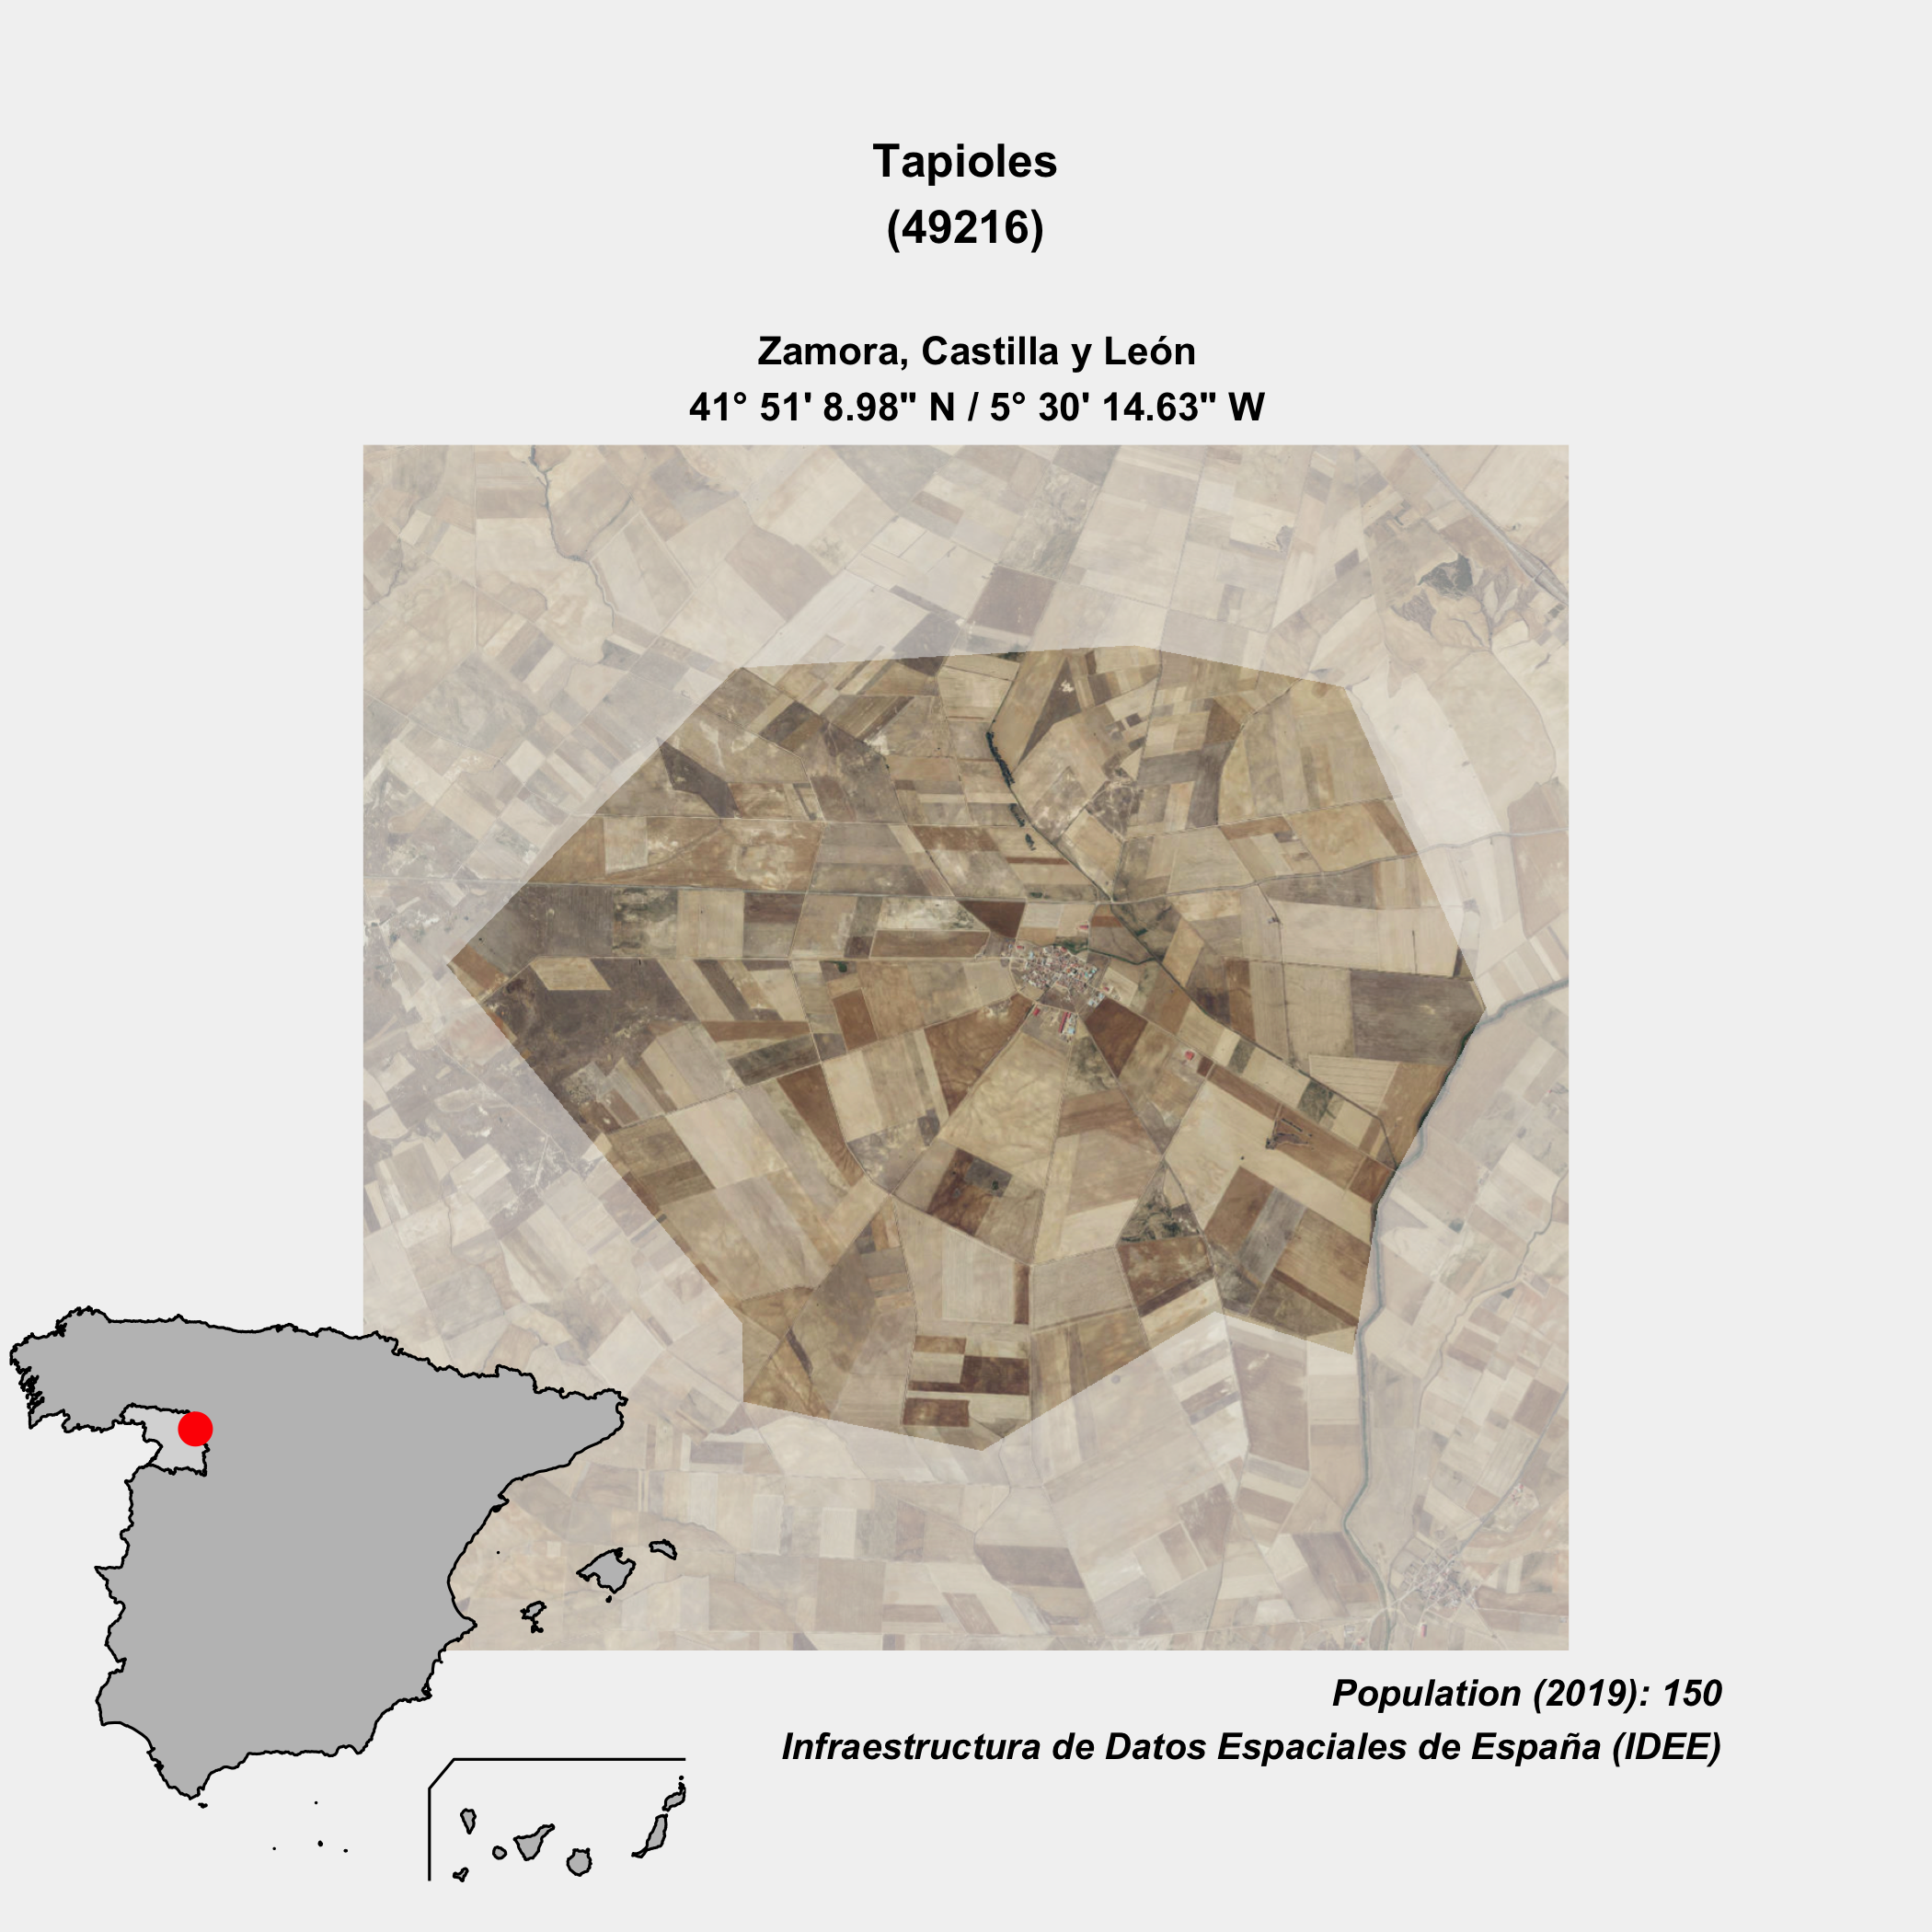 Tapioles
(49216)
Zamora, Castilla y León
41° 51' 8.98" N / 5° 30' 14.63" W
Population (2019): 150
Infraestructura de Datos Espaciales de España (IDEE)